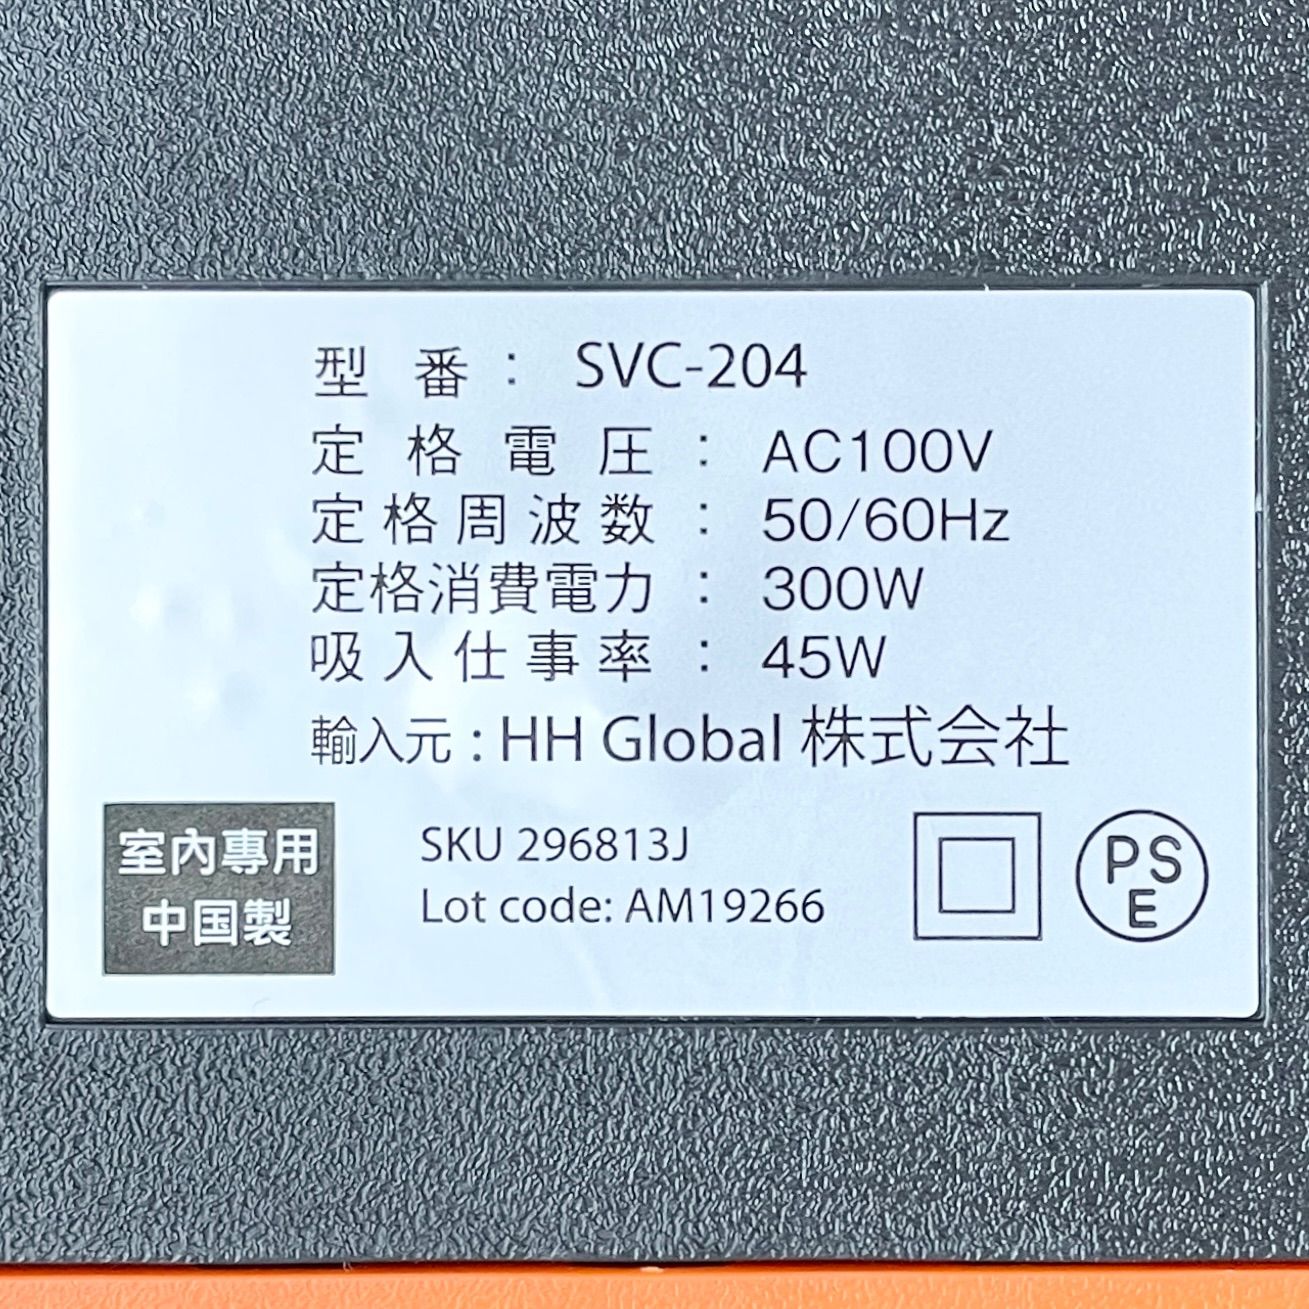 型番： SVC-204
定格電圧： AC100V
定格周波数： 50/60Hz
定格消費電力： 300W
吸入仕事率： 45W
輸入元 : HH Global 株式会社
室內專用
中国製
SKU 296813J
Lot code: AM19266
PS
E